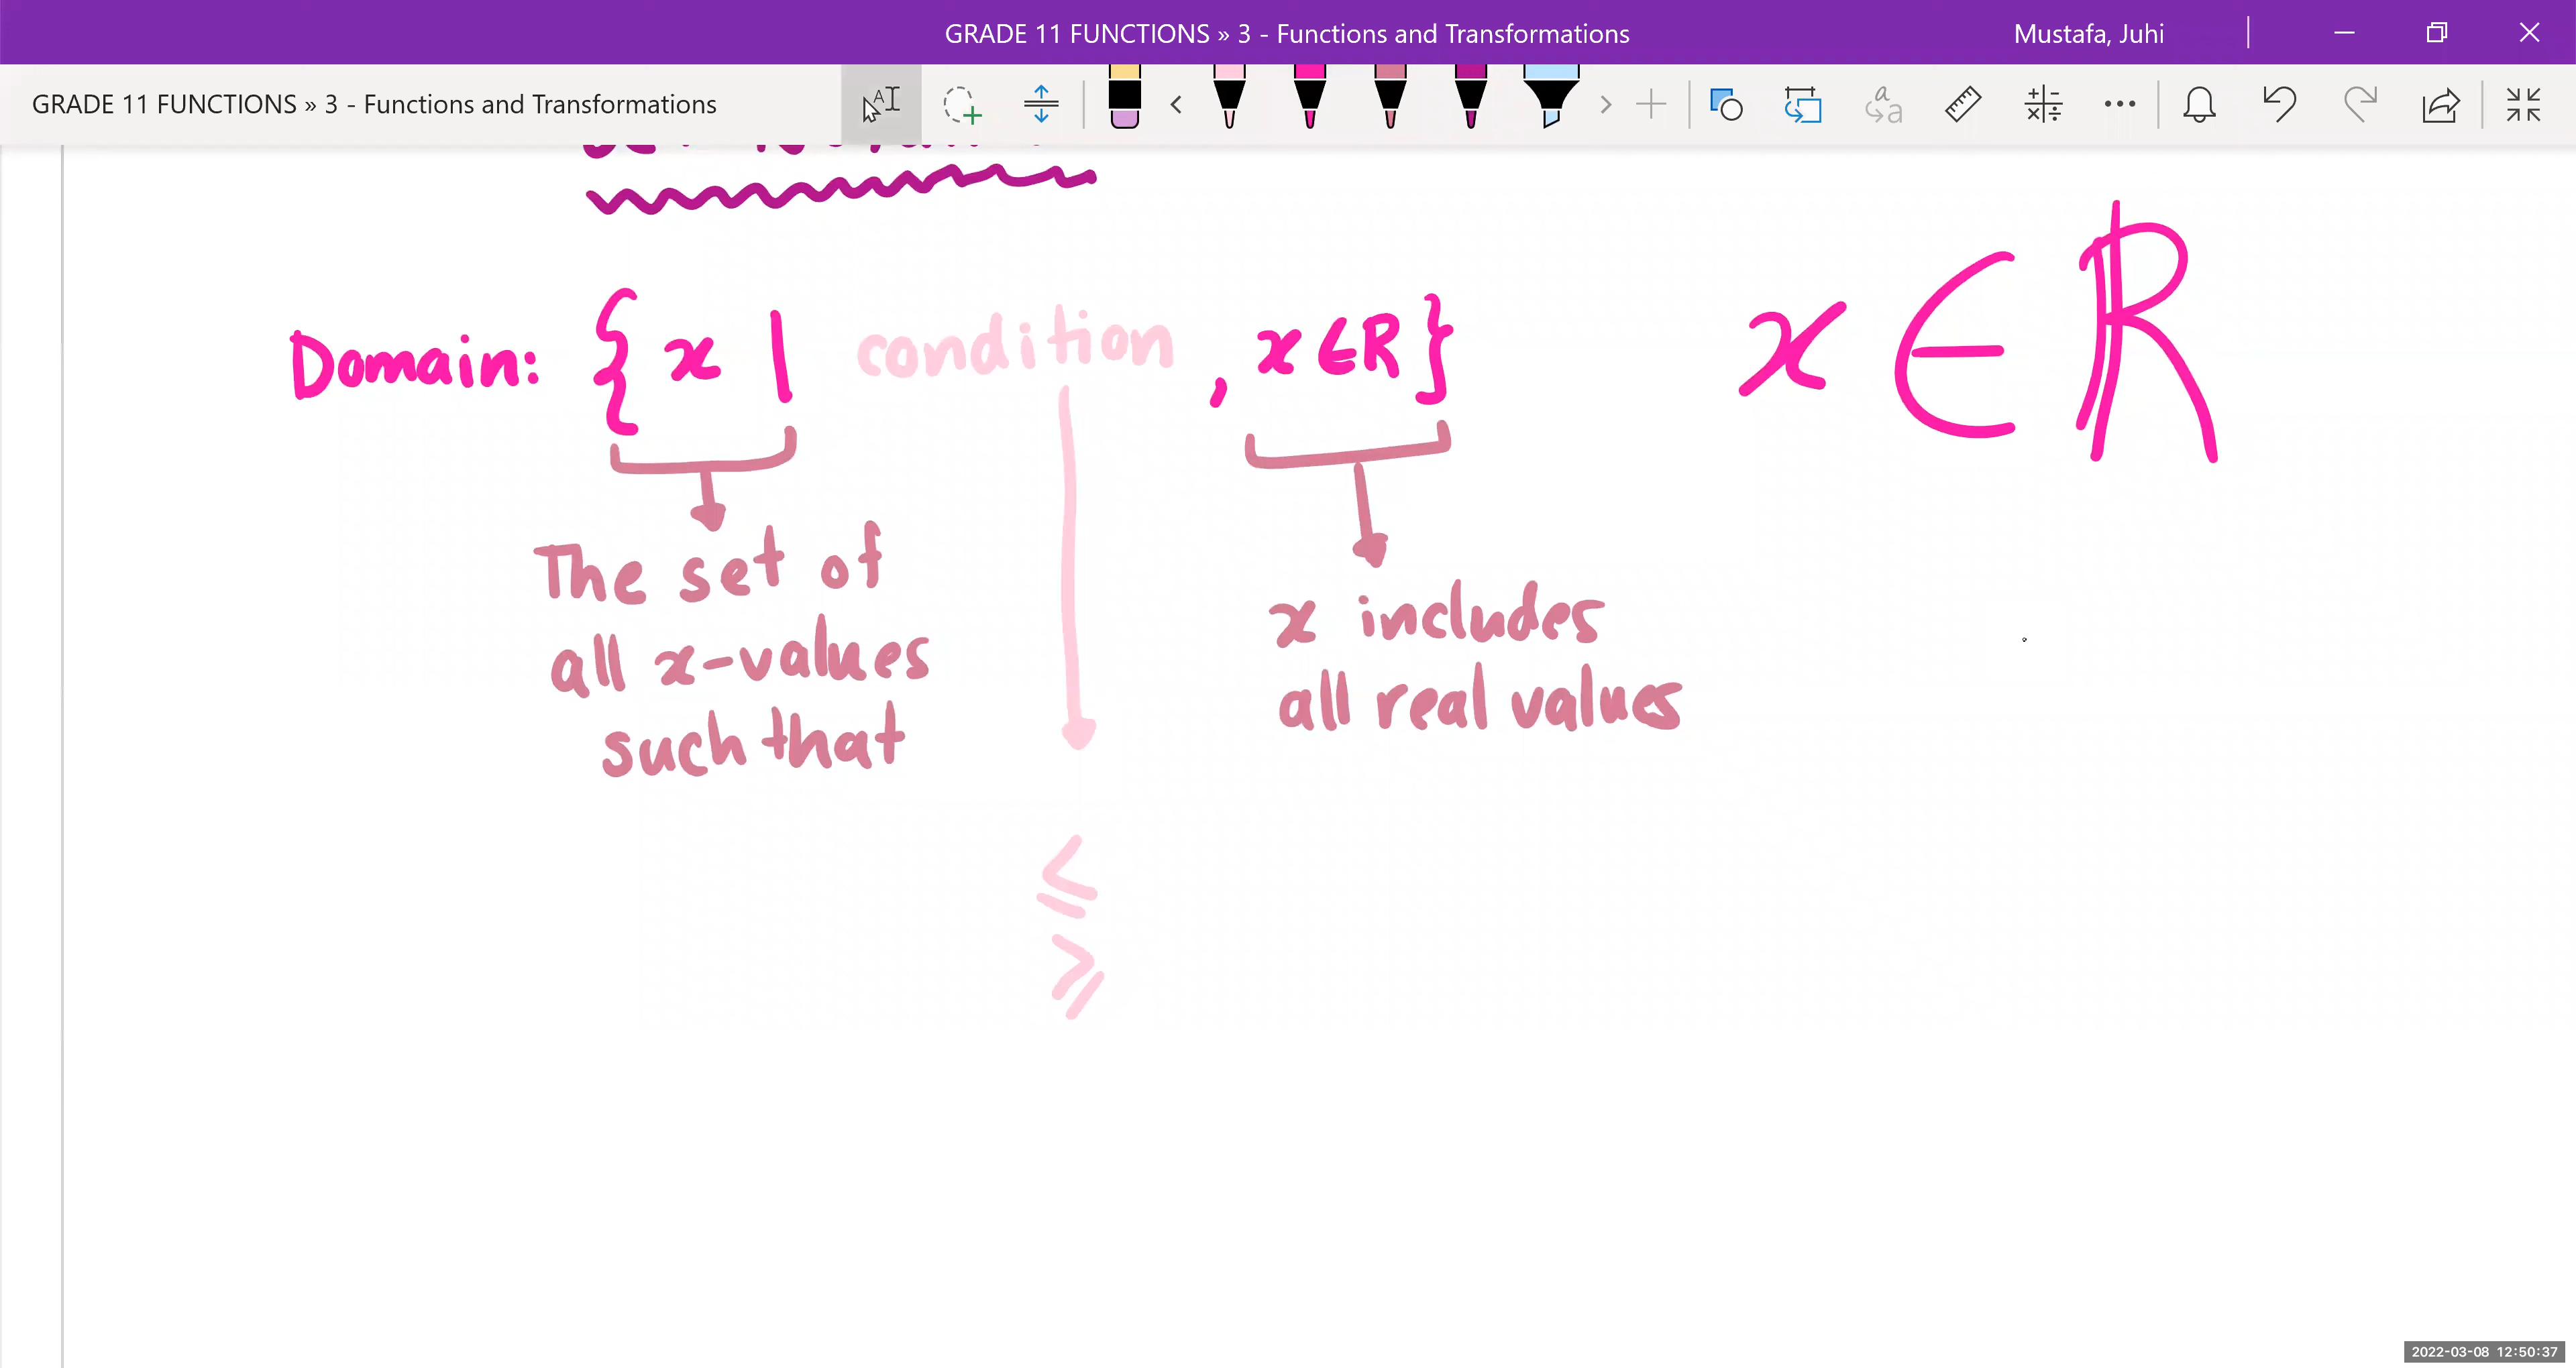 GRADE 11 FUNCTIONS » 3 - Functions and Transformations
Mustafa, Juhi
GRADE 11 FUNCTIONS » 3 - Functions and Transformations
Domain: { x | condition , x ∈ R }
x ∈ ℝ
The set of
all x-values
such that
x includes
all real values
≤
≥
2022-03-08 12:50:37